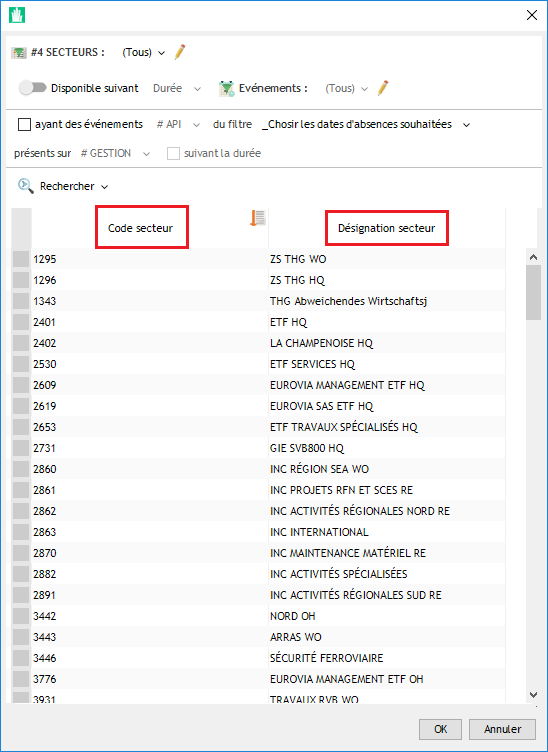 #4 SECTEURS : (Tous)
Disponible suivant Durée Evénements : (Tous)
ayant des événements # API du filtre _Chosir les dates d'absences souhaitées
présents sur # GESTION suivant la durée
Rechercher
Code secteur Désignation secteur
1295 ZS THG WO
1296 ZS THG HQ
1343 THG Abweichendes Wirtschaftsj
2401 ETF HQ
2402 LA CHAMPENOISE HQ
2530 ETF SERVICES HQ
2609 EUROVIA MANAGEMENT ETF HQ
2619 EUROVIA SAS ETF HQ
2653 ETF TRAVAUX SPÉCIALISÉS HQ
2731 GIE SVB800 HQ
2860 INC RÉGION SEA WO
2861 INC PROJETS RFN ET SCES RE
2862 INC ACTIVITÉS RÉGIONALES NORD RE
2863 INC INTERNATIONAL
2870 INC MAINTENANCE MATÉRIEL RE
2882 INC ACTIVITÉS SPÉCIALISÉES
2891 INC ACTIVITÉS RÉGIONALES SUD RE
3442 NORD OH
3443 ARRAS WO
3446 SÉCURITÉ FERROVIAIRE
3776 EUROVIA MANAGEMENT ETF OH
3931 TRAVAUX RVB WO
OK Annuler